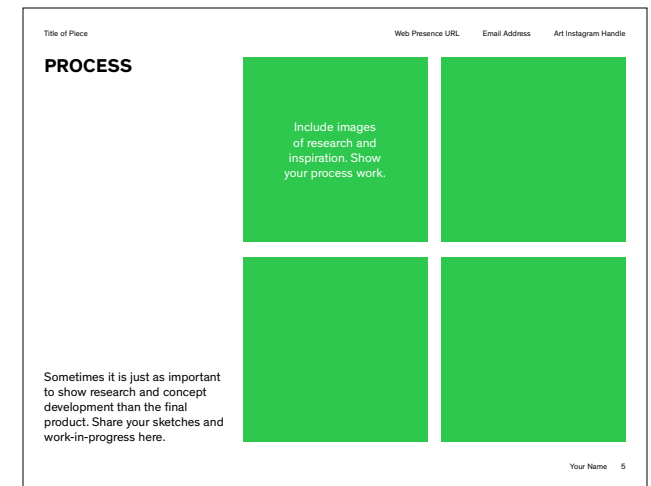 Title of Piece
Web Presence URL
Email Address
Art Instagram Handle
PROCESS
Include images
of research and
inspiration. Show
your process work.
Sometimes it is just as important
to show research and concept
development than the final
product. Share your sketches and
work-in-progress here.
Your Name 5